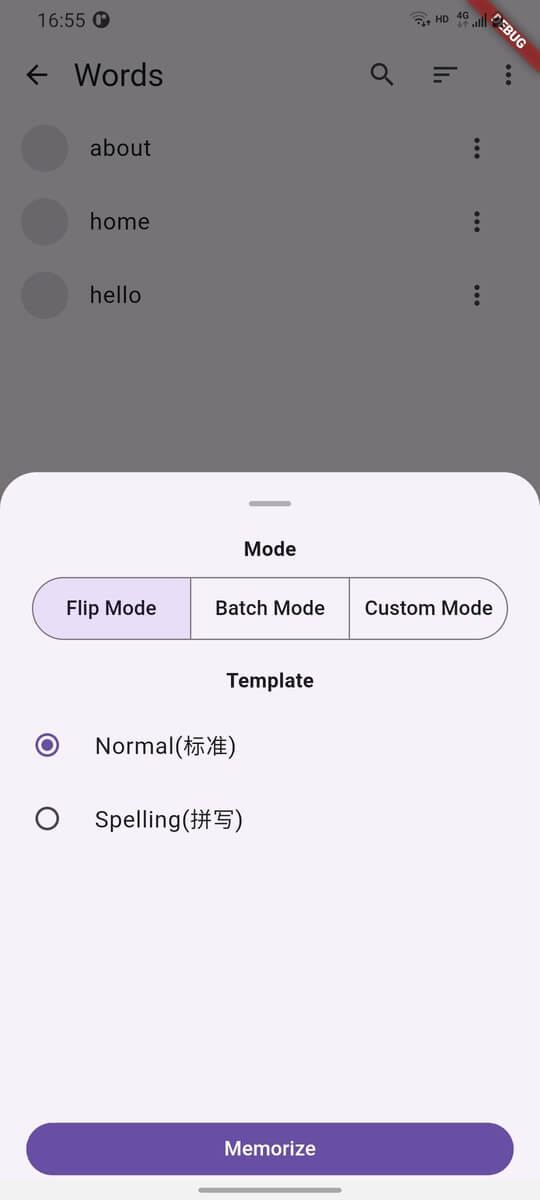 16:55 HD 4G
DEBUG
Words
about
home
hello
Mode
Flip Mode Batch Mode Custom Mode
Template
Normal(标准)
Spelling(拼写)
Memorize